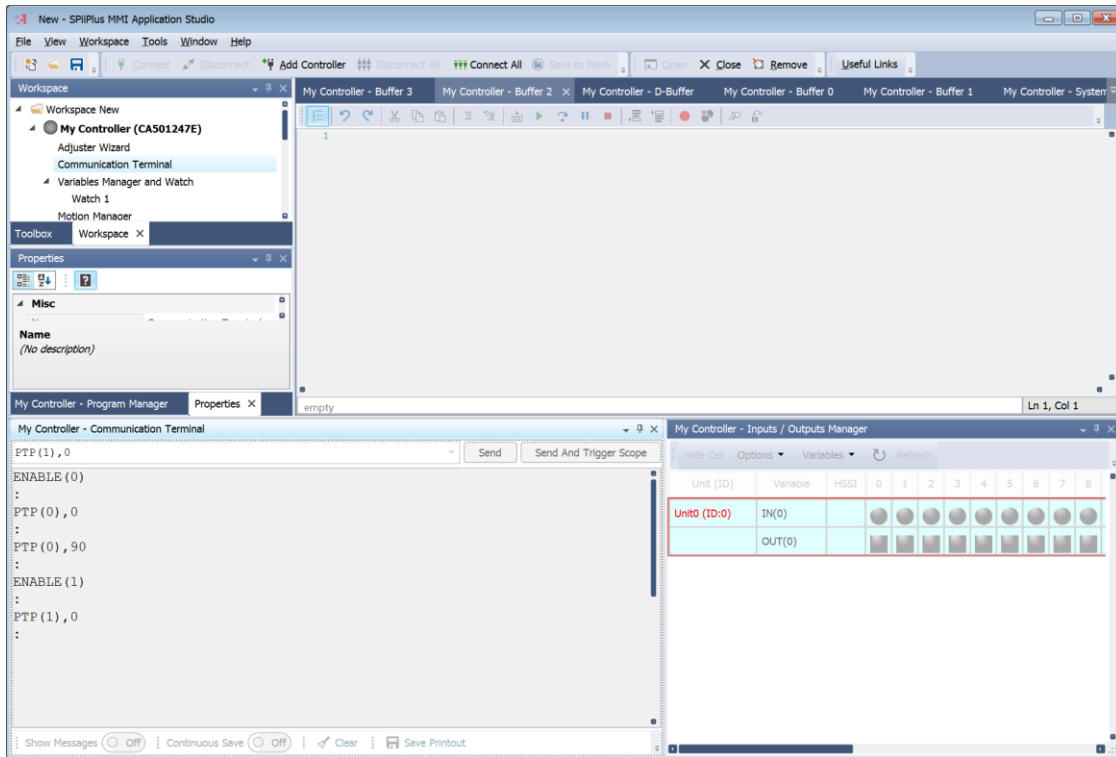 New - SPiiPlus MMI Application Studio
File View Workspace Tools Window Help
Connect Disconnect Add Controller Disconnect All Connect All Save to Flash Open Close Remove Useful Links
Workspace
Workspace New
My Controller (CA501247E)
Adjuster Wizard
Communication Terminal
Variables Manager and Watch
Watch 1
Motion Manager
Toolbox Workspace
Properties
Misc
Name
(No description)
My Controller - Program Manager Properties
My Controller - Buffer 3 My Controller - Buffer 2 My Controller - D-Buffer My Controller - Buffer 0 My Controller - Buffer 1 My Controller - System
1
empty Ln 1, Col 1
My Controller - Communication Terminal
PTP(1),0 Send Send And Trigger Scope
ENABLE(0)
:
PTP(0),0
:
PTP(0),90
:
ENABLE(1)
:
PTP(1),0
:
Show Messages Off Continuous Save Off Clear Save Printout
My Controller - Inputs / Outputs Manager
Hide Cell Options Variables Refresh
Unit (ID) Variable HSSI 0 1 2 3 4 5 6 7 8
Unit0 (ID:0) IN(0)
OUT(0)